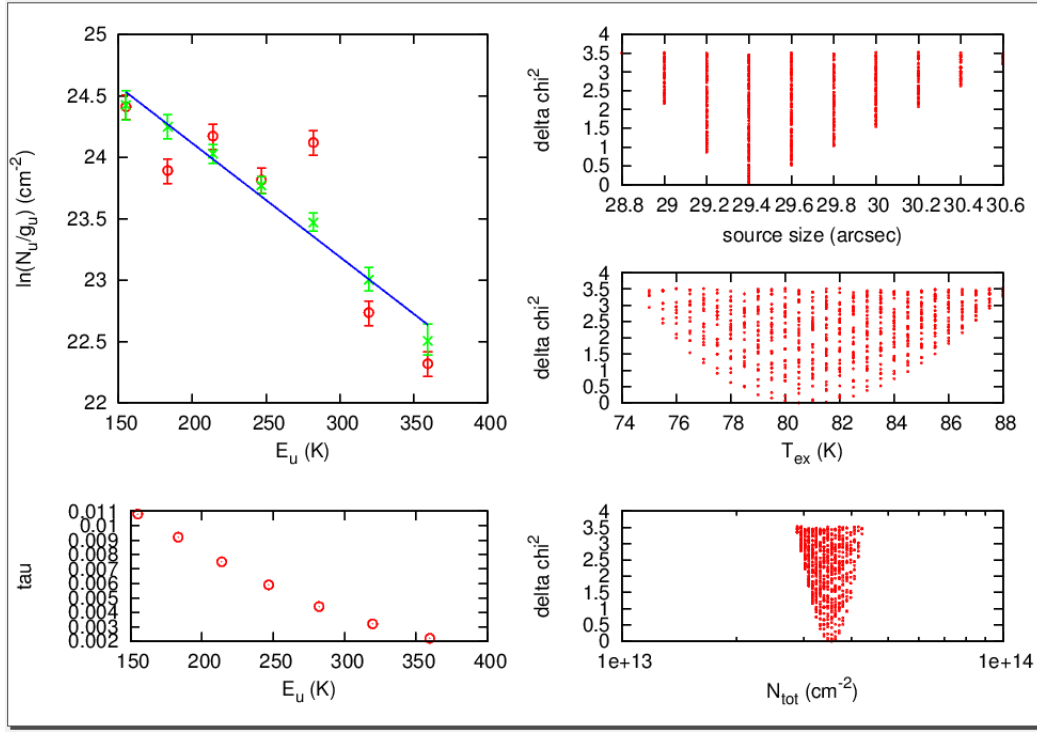 25
24.5
24
23.5
23
22.5
22
ln(N_u/g_u) (cm^-2)
150 200 250 300 350 400
E_u (K)
4
3.5
3
2.5
2
1.5
1
0.5
0
delta chi^2
28.8 29 29.2 29.4 29.6 29.8 30 30.2 30.4 30.6
source size (arcsec)
4
3.5
3
2.5
2
1.5
1
0.5
0
delta chi^2
74 76 78 80 82 84 86 88
T_ex (K)
0.011
0.010
0.009
0.008
0.007
0.006
0.005
0.004
0.003
0.002
tau
150 200 250 300 350 400
E_u (K)
4
3.5
3
2.5
2
1.5
1
0.5
0
delta chi^2
1e+13 1e+14
N_tot (cm^-2)